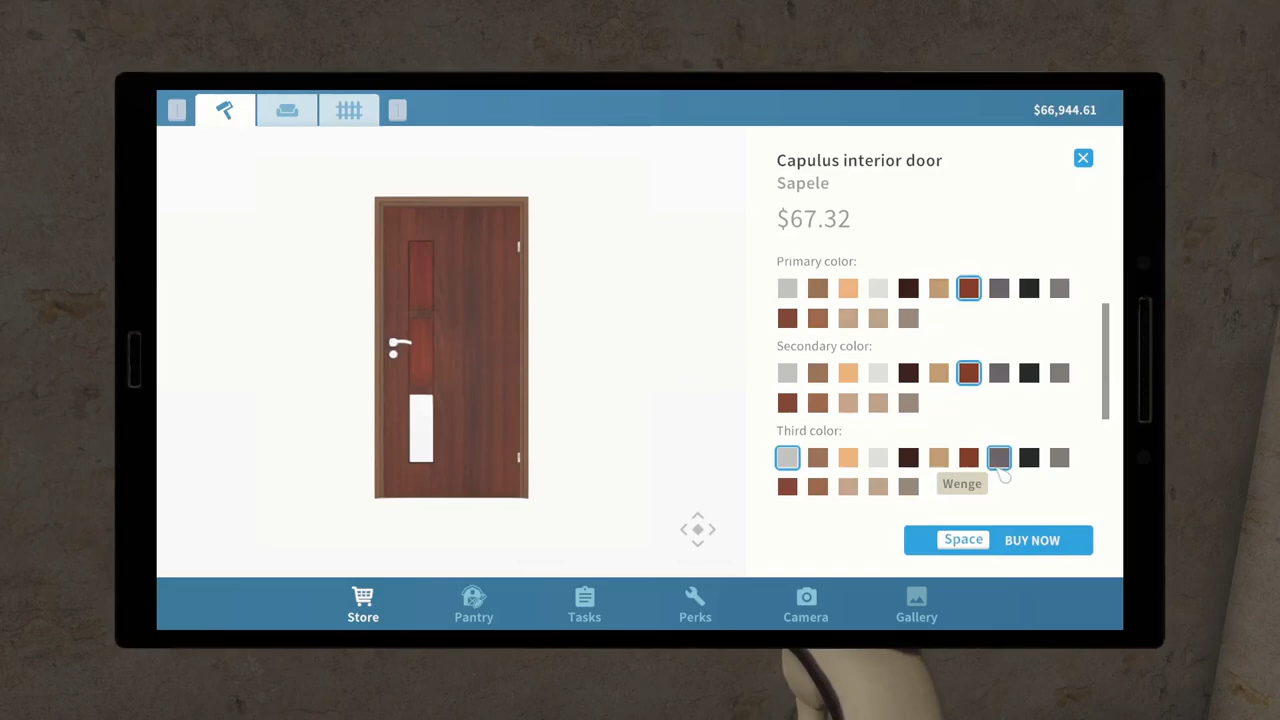 $66,944.61
Capulus interior door
Sapele
$67.32
Primary color:
Secondary color:
Third color:
Wenge
Space BUY NOW
Store
Pantry
Tasks
Perks
Camera
Gallery